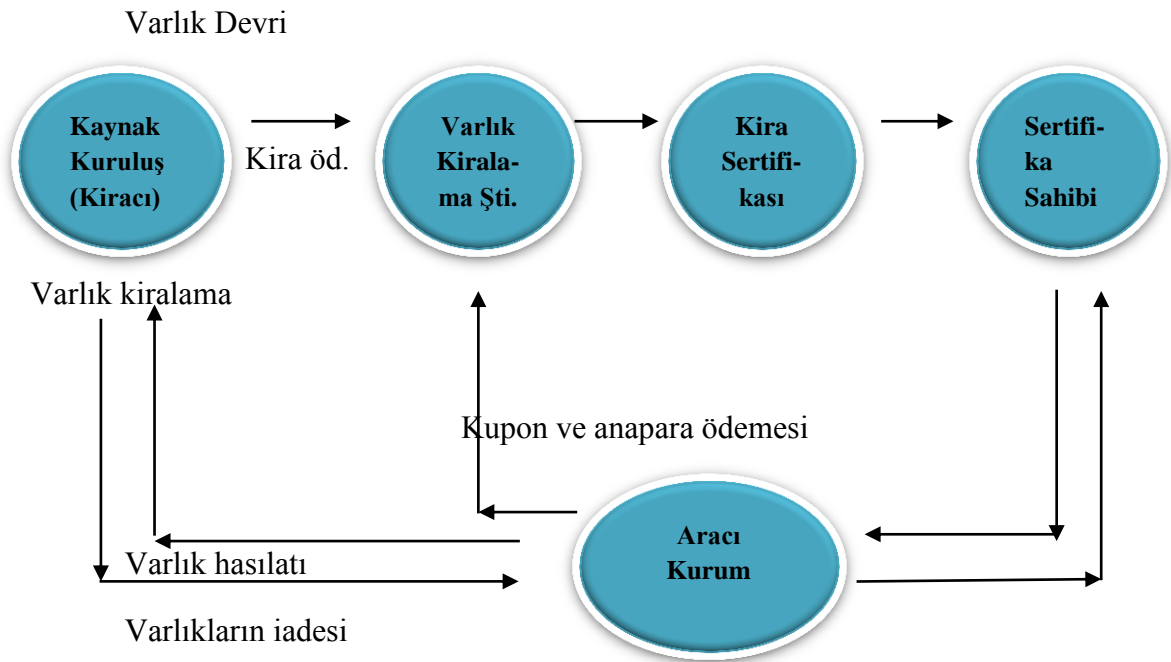 Varlık Devri
Kaynak
Kuruluş
(Kiracı)
Kira öd.
Varlık
Kirala-
ma Şti.
Kira
Sertifi-
kası
Sertifi-
ka
Sahibi
Varlık kiralama
Kupon ve anapara ödemesi
Aracı
Kurum
Varlık hasılatı
Varlıkların iadesi